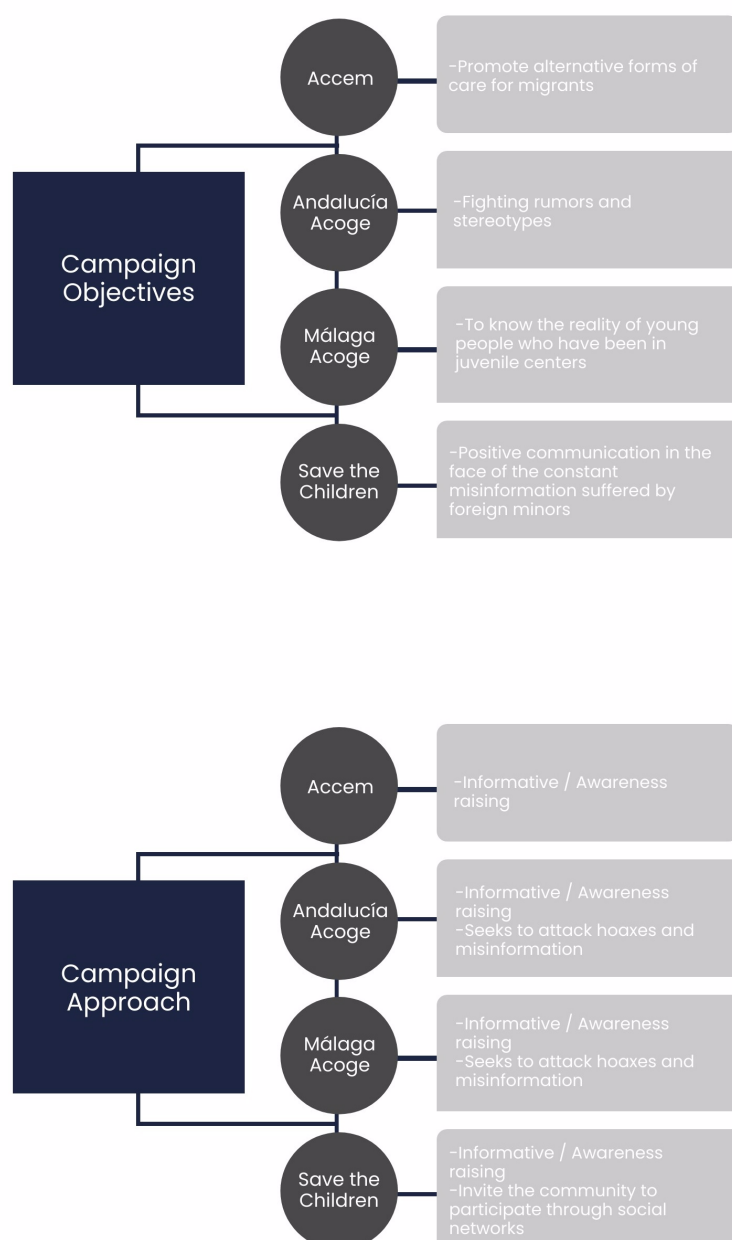 Campaign
Objectives
Accem
-Promote alternative forms of
care for migrants
Andalucía
Acoge
-Fighting rumors and
stereotypes
Málaga
Acoge
-To know the reality of young
people who have been in
juvenile centers
Save the
Children
-Positive communication in the
face of the constant
misinformation suffered by
foreign minors
Campaign
Approach
Accem
-Informative / Awareness
raising
Andalucía
Acoge
-Informative / Awareness
raising
-Seeks to attack hoaxes and
misinformation
Málaga
Acoge
-Informative / Awareness
raising
-Seeks to attack hoaxes and
misinformation
Save the
Children
-Informative / Awareness
raising
-Invite the community to
participate through social
networks